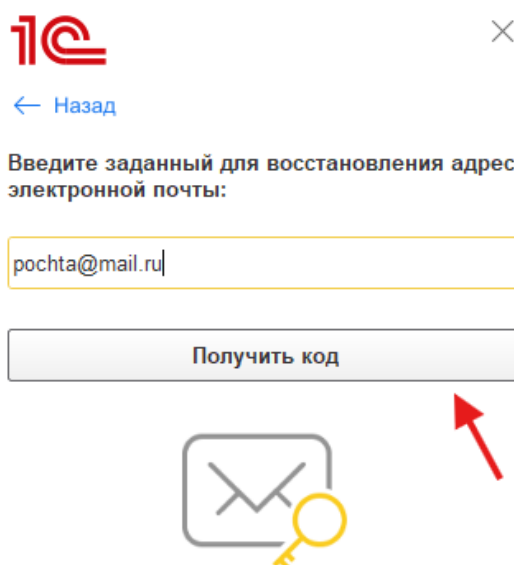 1С
← Назад
Введите заданный для восстановления адрес
электронной почты:
pochta@mail.ru
Получить код